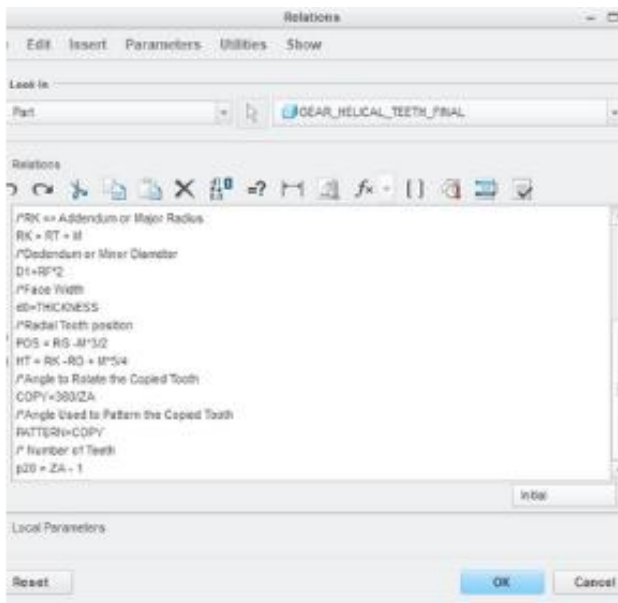 Relations
Edit Insert Parameters Utilities Show
Look In
Part GEAR_HELICAL_TEETH_FINAL
Relations
/*RK => Addendum or Major Radius
RK = RT + M
/*Dedendum or Minor Diameter
D1=RF*2
/*Face Width
d0=THICKNESS
/*Radial Tooth position
POS = RG -M*3/2
HT = RK -RG + M*5/4
/*Angle to Rotate the Copied Tooth
COPY=360/ZA
/*Angle Used to Pattern the Copied Tooth
PATTERN=COPY
/* Number of Teeth
p20 = ZA - 1
Initial
Local Parameters
Reset OK Cancel